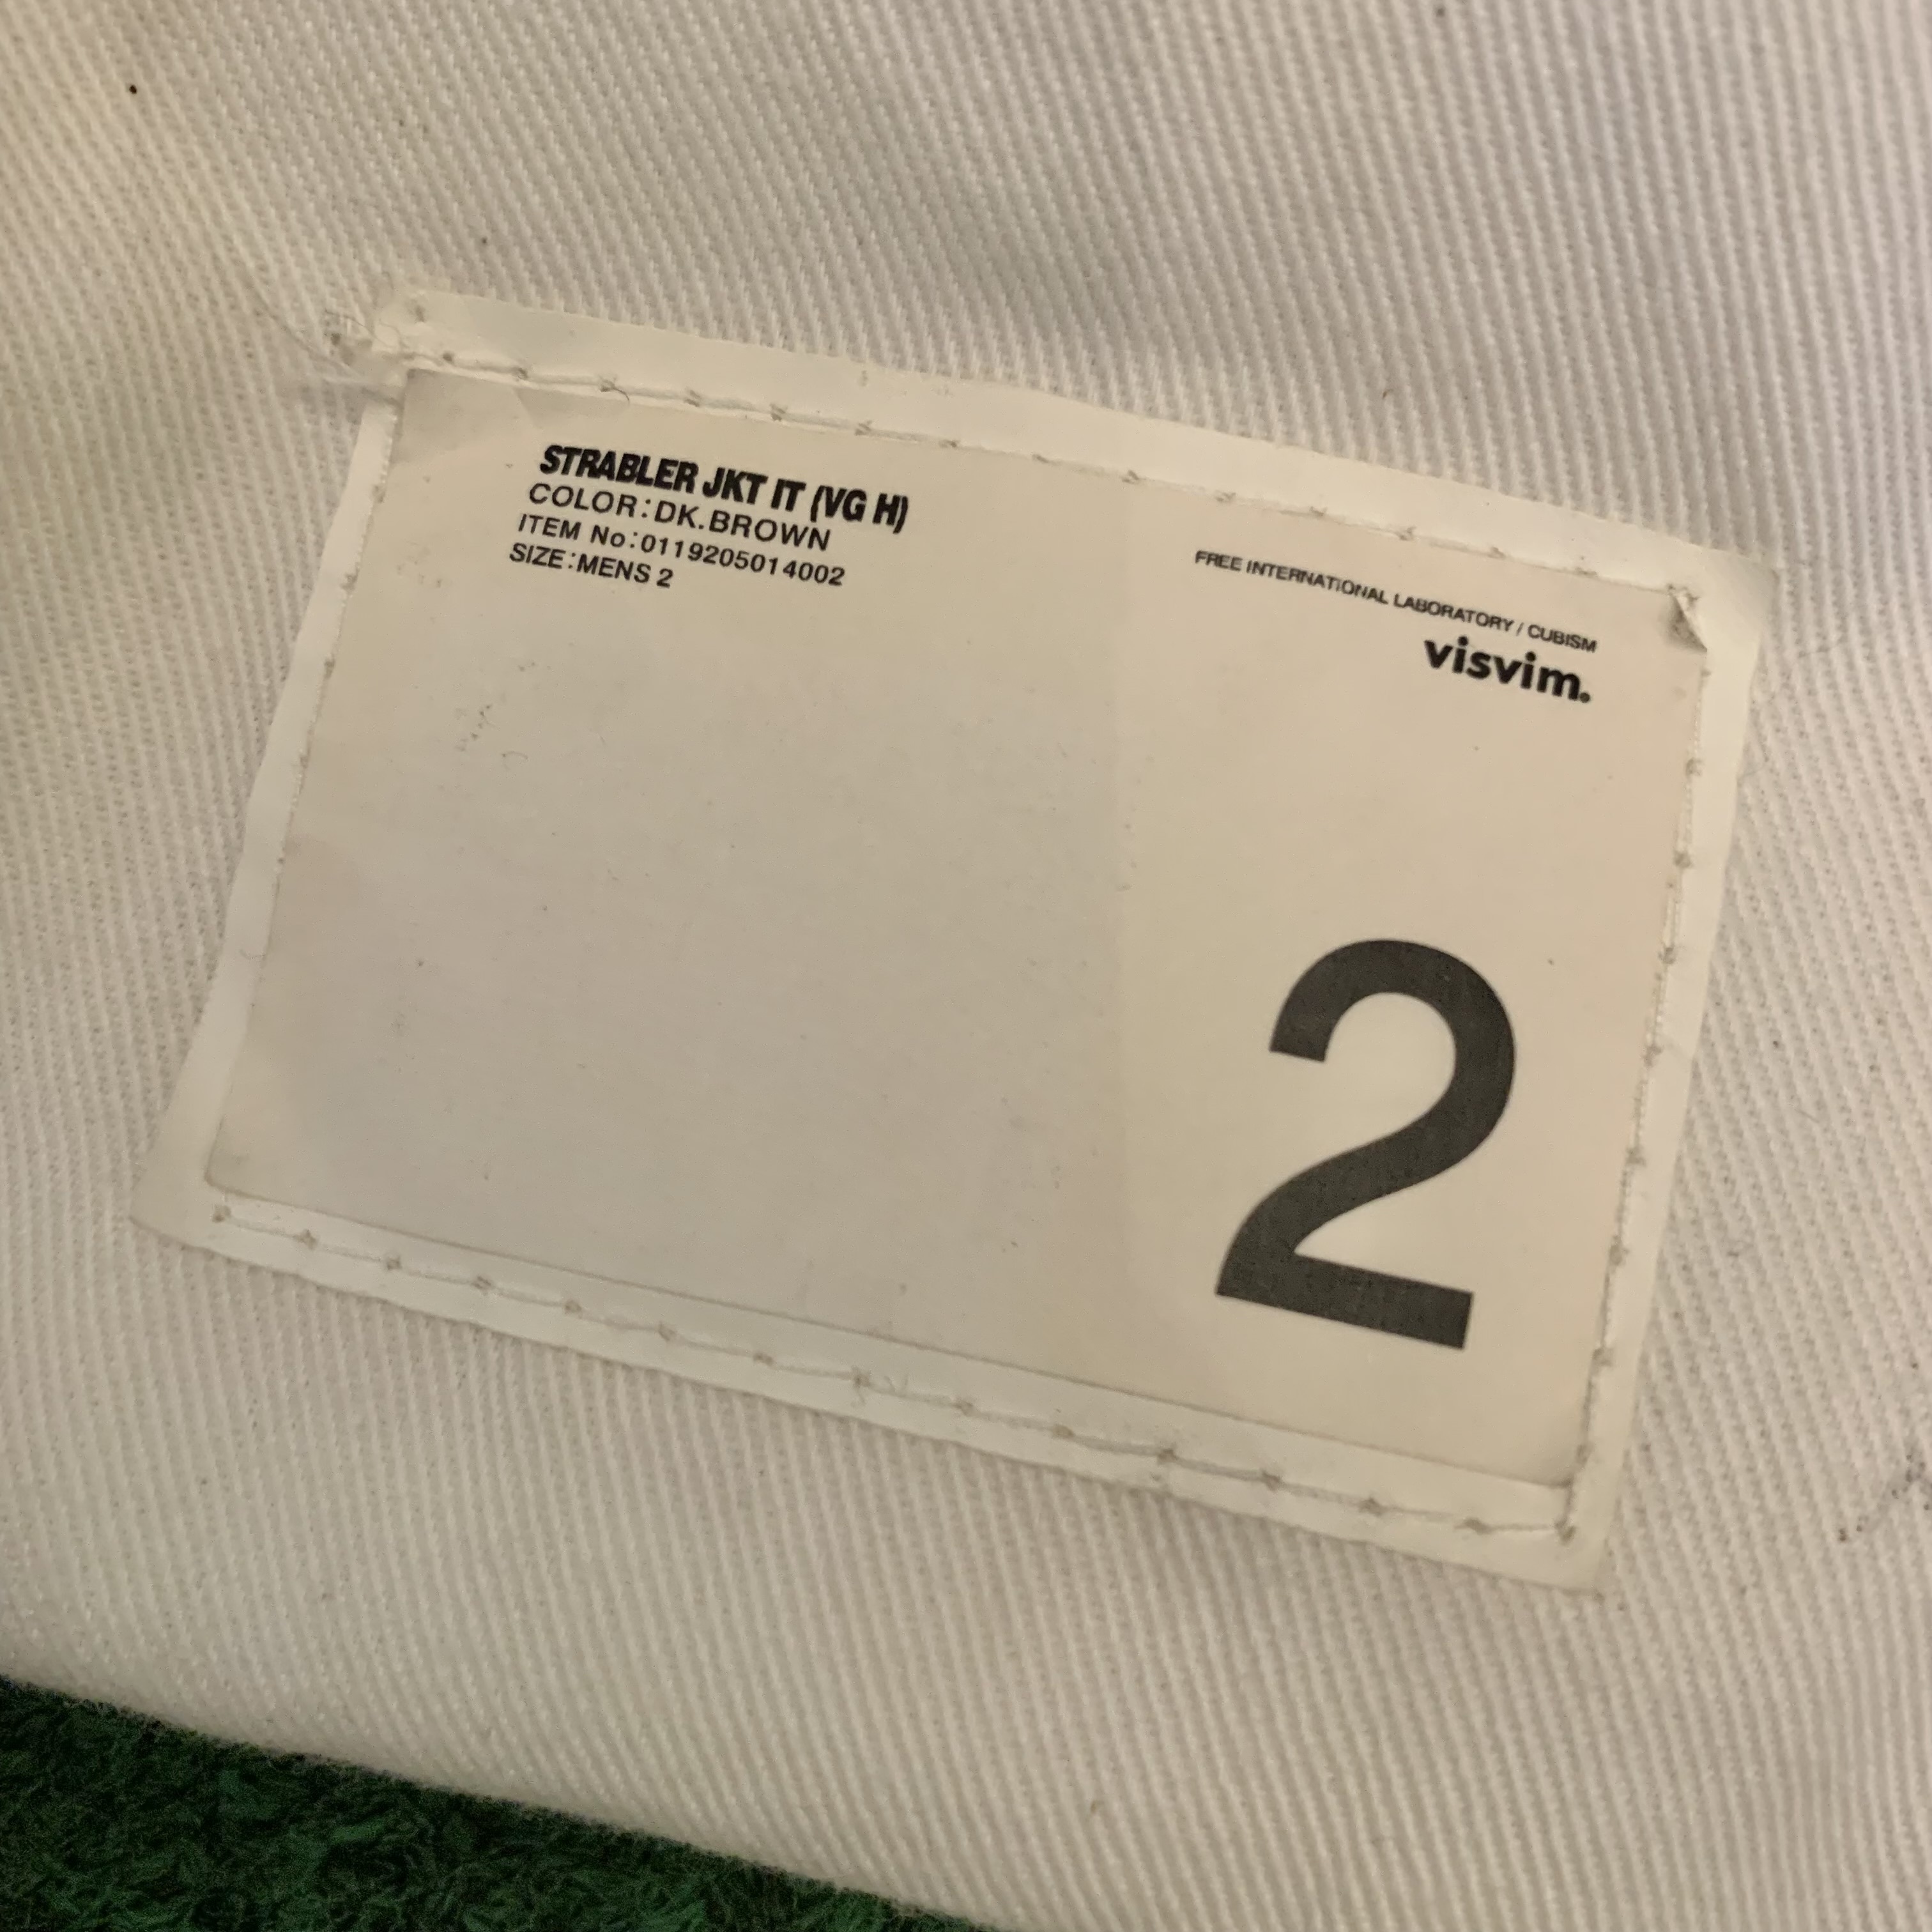 STRABLER JKT IT (VG H)
COLOR:DK.BROWN
ITEM No:0119205014002
SIZE:MENS 2
FREE INTERNATIONAL LABORATORY / CUBISM
visvim.
2